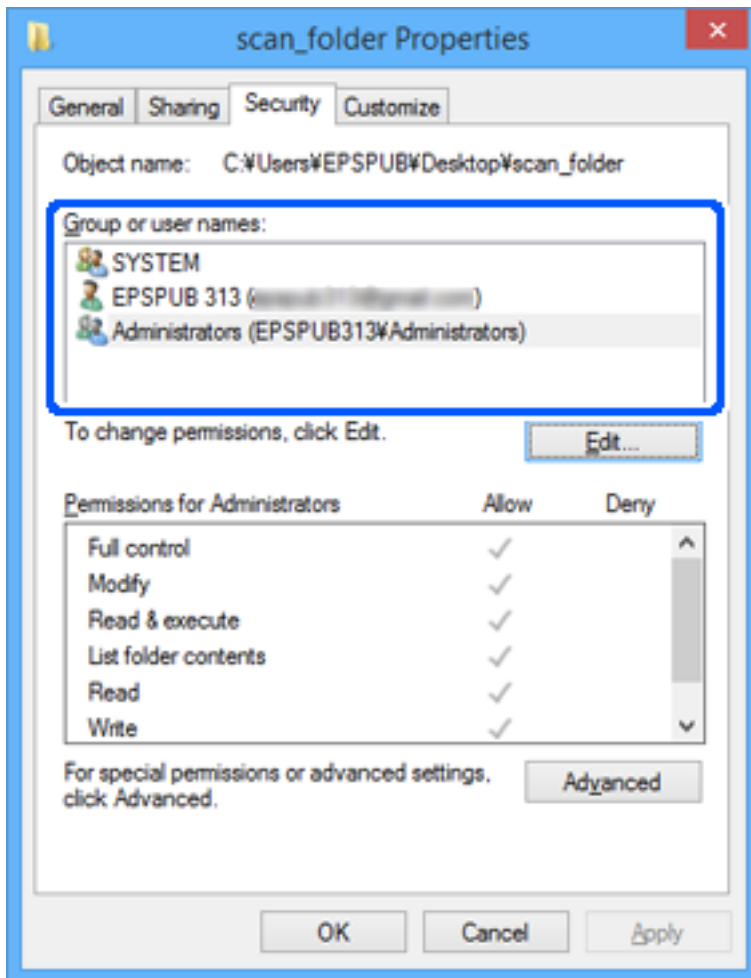 scan_folder Properties
General Sharing Security Customize
Object name: C:¥Users¥EPSPUB¥Desktop¥scan_folder
Group or user names:
SYSTEM
EPSPUB 313 ( )
Administrators (EPSPUB313¥Administrators)
To change permissions, click Edit.
Edit...
Permissions for Administrators Allow Deny
Full control
Modify
Read & execute
List folder contents
Read
Write
For special permissions or advanced settings,
click Advanced.
Advanced
OK Cancel Apply